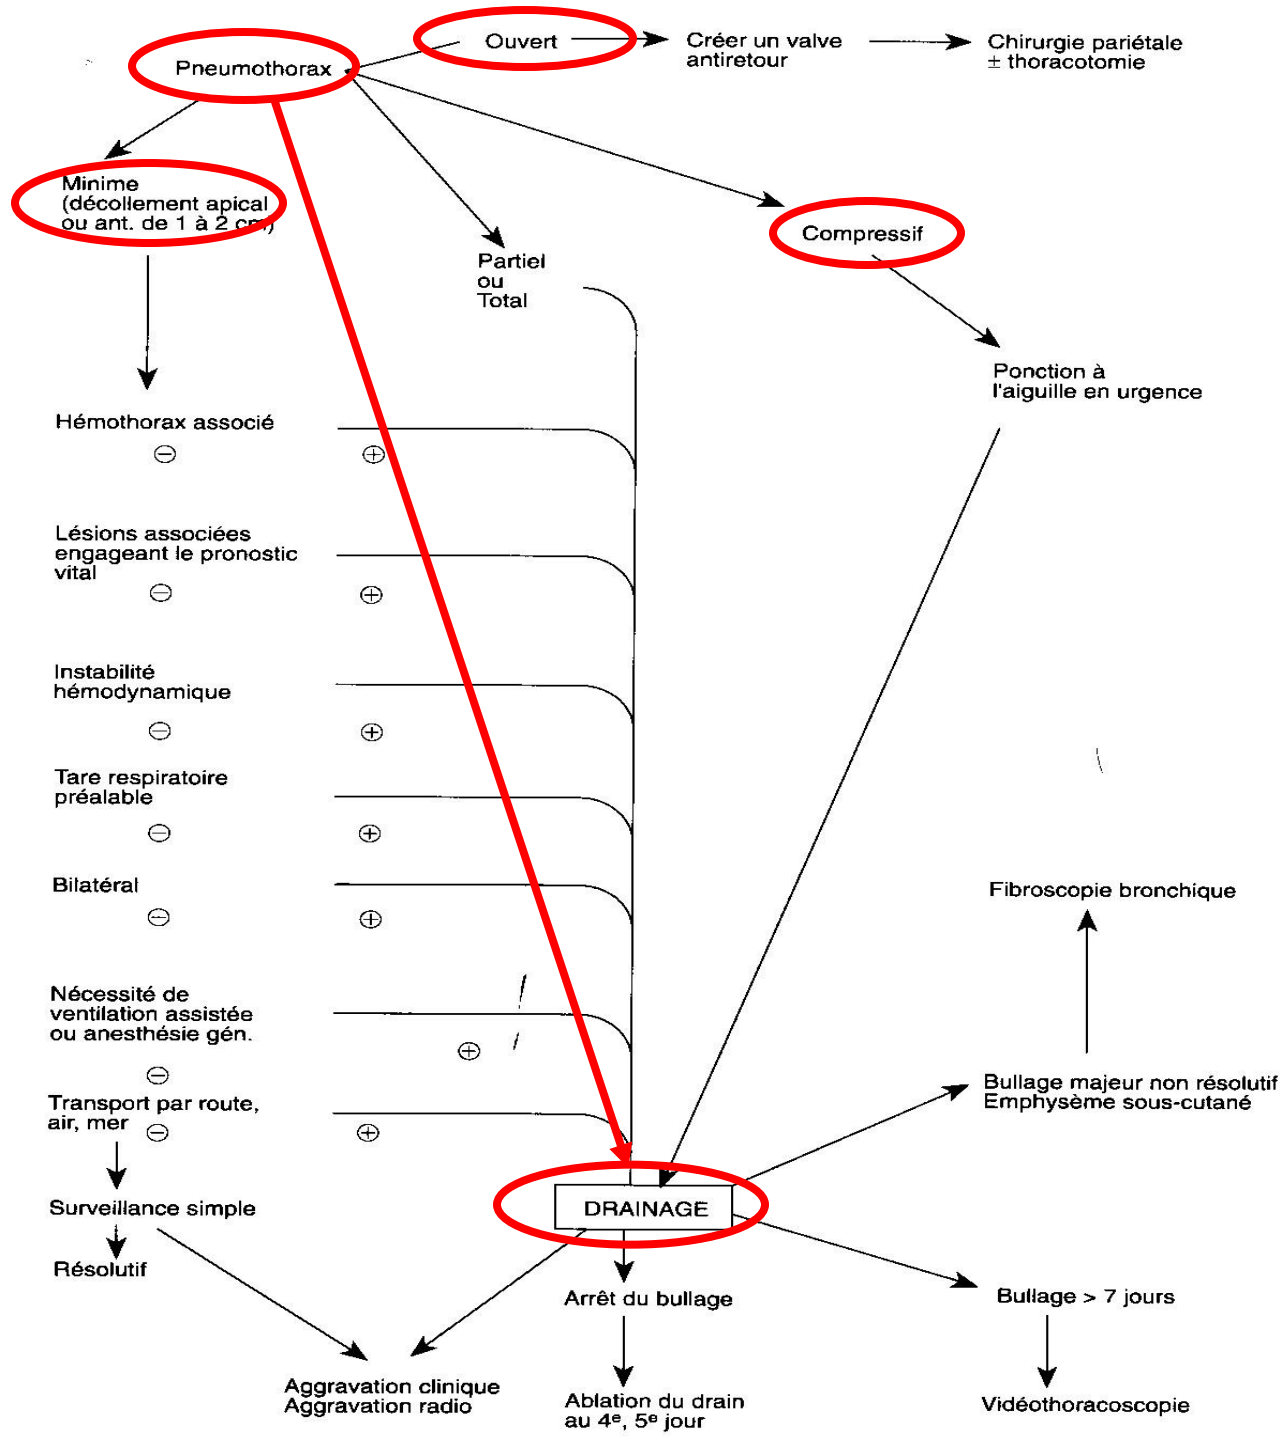 Ouvert
Créer un valve
antiretour
Chirurgie pariétale
± thoracotomie
Pneumothorax
Minime
(décollement apical
ou ant. de 1 à 2 cm)
Compressif
Partiel
ou
Total
Ponction à
l'aiguille en urgence
Hémothorax associé
⊖ ⊕
Lésions associées
engageant le pronostic
vital
⊖ ⊕
Instabilité
hémodynamique
⊖ ⊕
Tare respiratoire
préalable
⊖ ⊕
Bilatéral
⊖ ⊕
Fibroscopie bronchique
Nécessité de
ventilation assistée
ou anesthésie gén.
⊕
⊖
Bullage majeur non résolutif
Emphysème sous-cutané
Transport par route,
air, mer ⊖ ⊕
Surveillance simple
DRAINAGE
Résolutif
Arrêt du bullage
Bullage > 7 jours
Aggravation clinique
Aggravation radio
Ablation du drain
au 4e, 5e jour
Vidéothoracoscopie